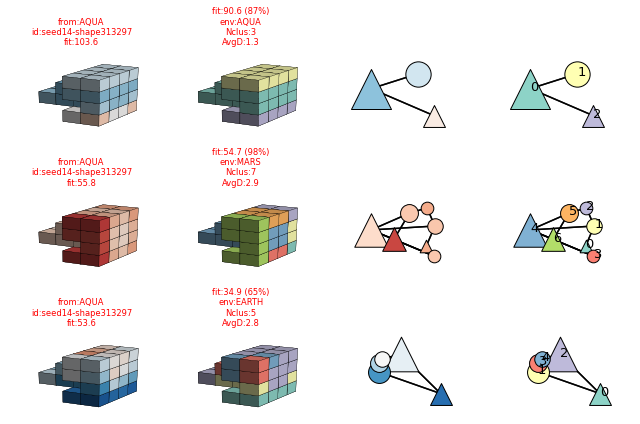 from:AQUA
id:seed14-shape313297
fit:103.6
fit:90.6 (87%)
env:AQUA
Nclus:3
AvgD:1.3
0
1
2
from:AQUA
id:seed14-shape313297
fit:55.8
fit:54.7 (98%)
env:MARS
Nclus:7
AvgD:2.9
2
5
1
4
6
0
3
from:AQUA
id:seed14-shape313297
fit:53.6
fit:34.9 (65%)
env:EARTH
Nclus:5
AvgD:2.8
2
4
3
1
0